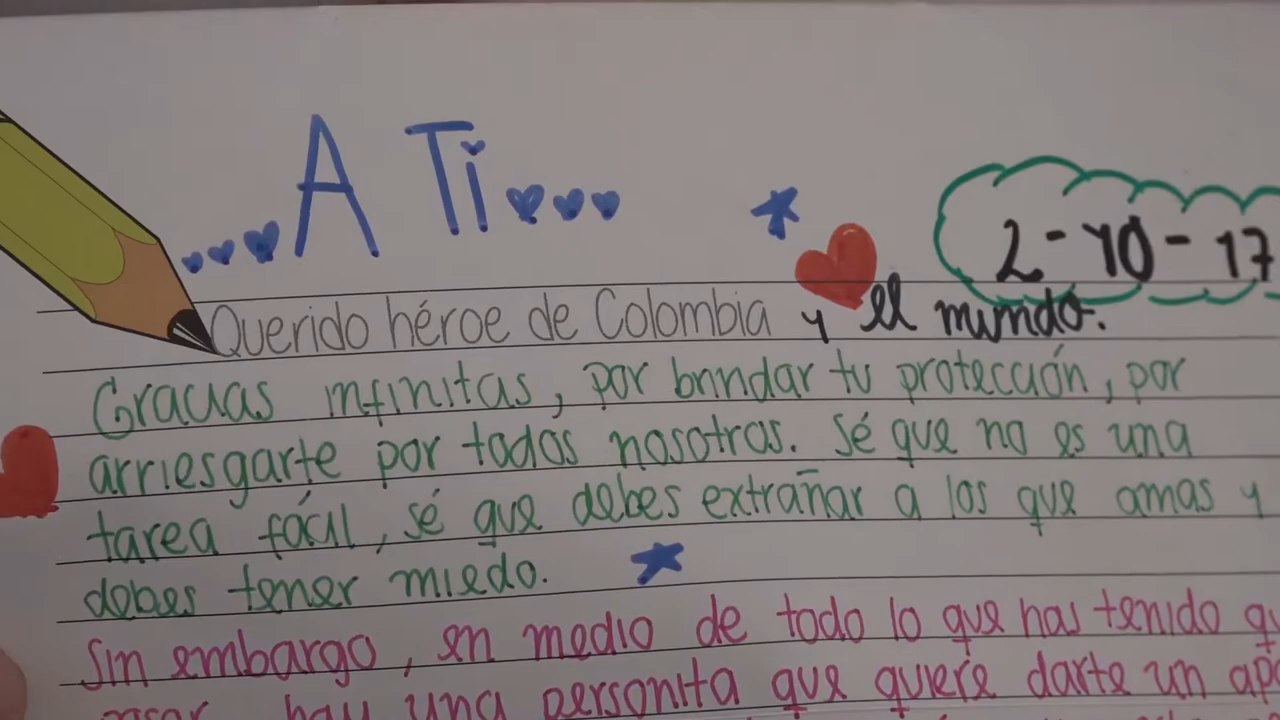 ...A Ti...
2-10-17
Querido héroe de Colombia y el mundo.
Gracias infinitas, por brindar tu protección, por
arriesgarte por todos nosotros. Sé que no es una
tarea fácil, sé que debes extrañar a los que amas y
debes tener miedo.
Sin embargo, en medio de todo lo que has tenido
pasar, hay una personita que quiere darte un